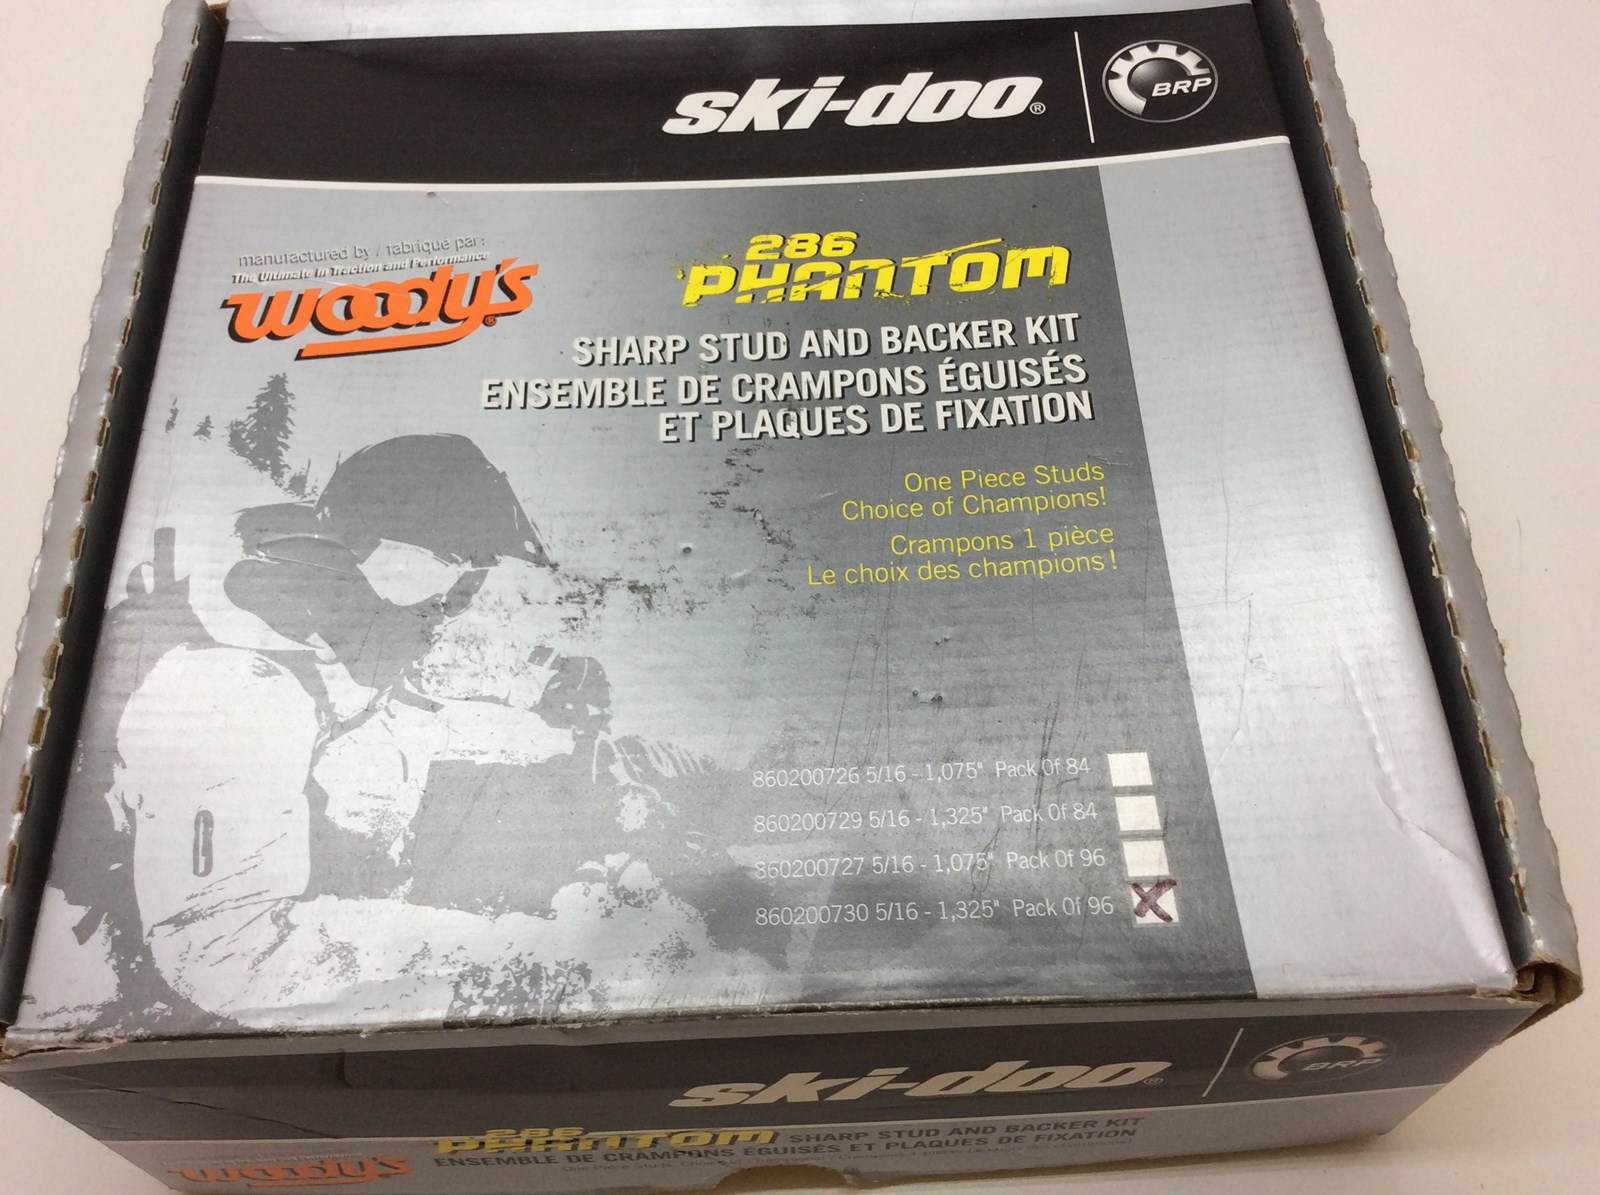 ski-doo®
BRP
manufactured by / fabriqué par:
The Ultimate in Traction and Performance
woody's®
286
PHANTOM
SHARP STUD AND BACKER KIT
ENSEMBLE DE CRAMPONS ÉGUISÉS
ET PLAQUES DE FIXATION
One Piece Studs
Choice of Champions!
Crampons 1 pièce
Le choix des champions !
860200726 5/16 - 1,075" Pack Of 84
860200729 5/16 - 1,325" Pack Of 84
860200727 5/16 - 1,075" Pack Of 96
860200730 5/16 - 1,325" Pack Of 96 X
ski-doo®
BRP
286
PHANTOM SHARP STUD AND BACKER KIT
woody's ENSEMBLE DE CRAMPONS ÉGUISÉS ET PLAQUES DE FIXATION
One Piece Studs